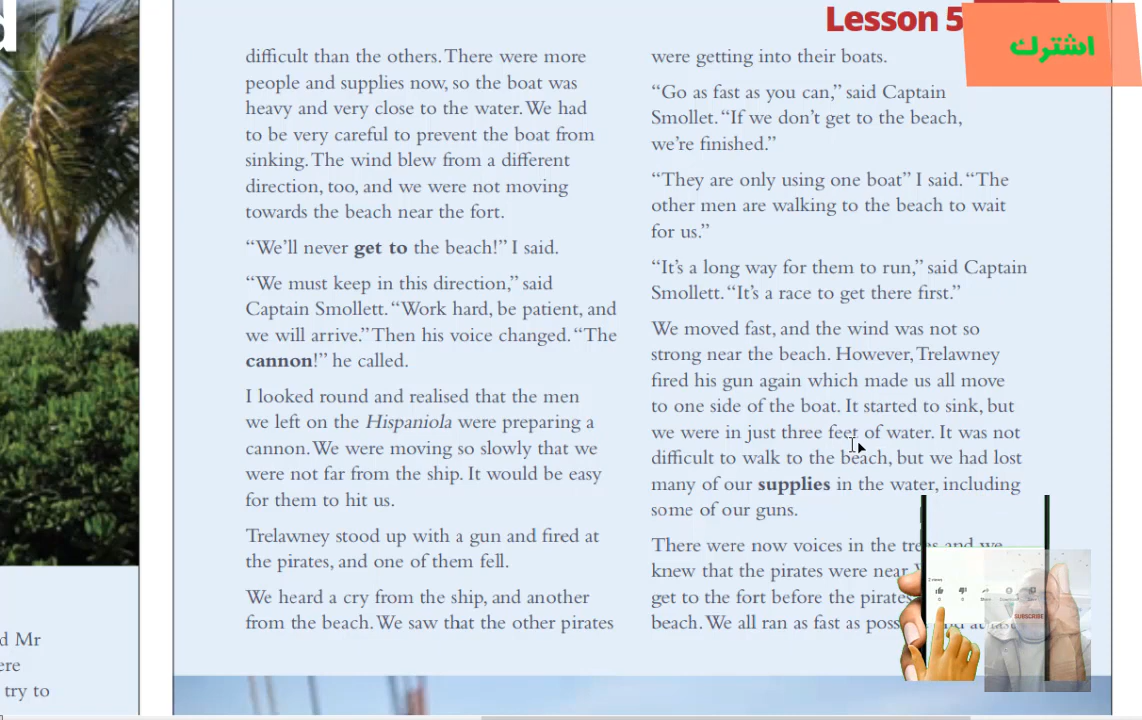 d
Lesson 5
اشترك
difficult than the others. There were more
people and supplies now, so the boat was
heavy and very close to the water. We had
to be very careful to prevent the boat from
sinking. The wind blew from a different
direction, too, and we were not moving
towards the beach near the fort.
“We’ll never get to the beach!” I said.
“We must keep in this direction,” said
Captain Smollett. “Work hard, be patient, and
we will arrive.” Then his voice changed. “The
cannon!” he called.
I looked round and realised that the men
we left on the Hispaniola were preparing a
cannon. We were moving so slowly that we
were not far from the ship. It would be easy
for them to hit us.
Trelawney stood up with a gun and fired at
the pirates, and one of them fell.
We heard a cry from the ship, and another
from the beach. We saw that the other pirates
were getting into their boats.
“Go as fast as you can,” said Captain
Smollet. “If we don’t get to the beach,
we’re finished.”
“They are only using one boat” I said. “The
other men are walking to the beach to wait
for us.”
“It’s a long way for them to run,” said Captain
Smollett. “It’s a race to get there first.”
We moved fast, and the wind was not so
strong near the beach. However, Trelawney
fired his gun again which made us all move
to one side of the boat. It started to sink, but
we were in just three feet of water. It was not
difficult to walk to the beach, but we had lost
many of our supplies in the water, including
some of our guns.
There were now voices in the trees and we
knew that the pirates were near.
get to the fort before the pirates
beach. We all ran as fast as
d Mr
ere
try to
SUBSCRIBE